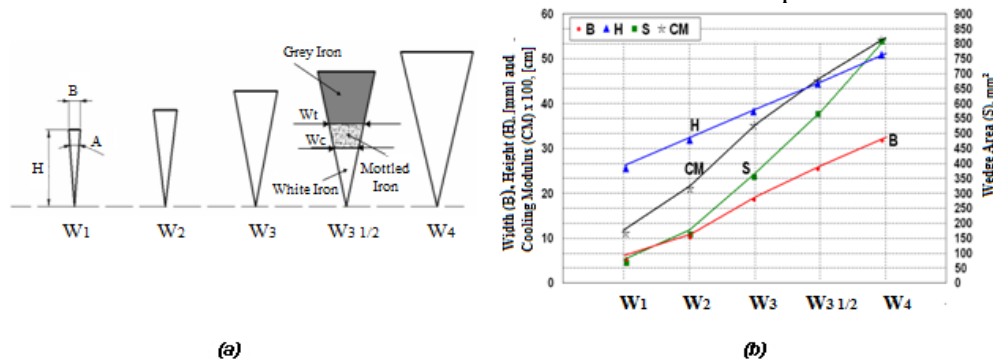 B
A
H
Grey Iron
Wt
Wc
Mottled
Iron
White Iron
W1 W2 W3 W3 1/2 W4
(a)
B H S CM
Width (B), Height (H), [mm] and
Cooling Modulus (CM) x 100, [cm]
60
50
40
30
20
10
0
H
CM
S
B
900
850
800
750
700
650
600
550
500
450
400
350
300
250
200
150
100
50
0
Wedge Area (S), mm²
W1 W2 W3 W3 1/2 W4
(b)